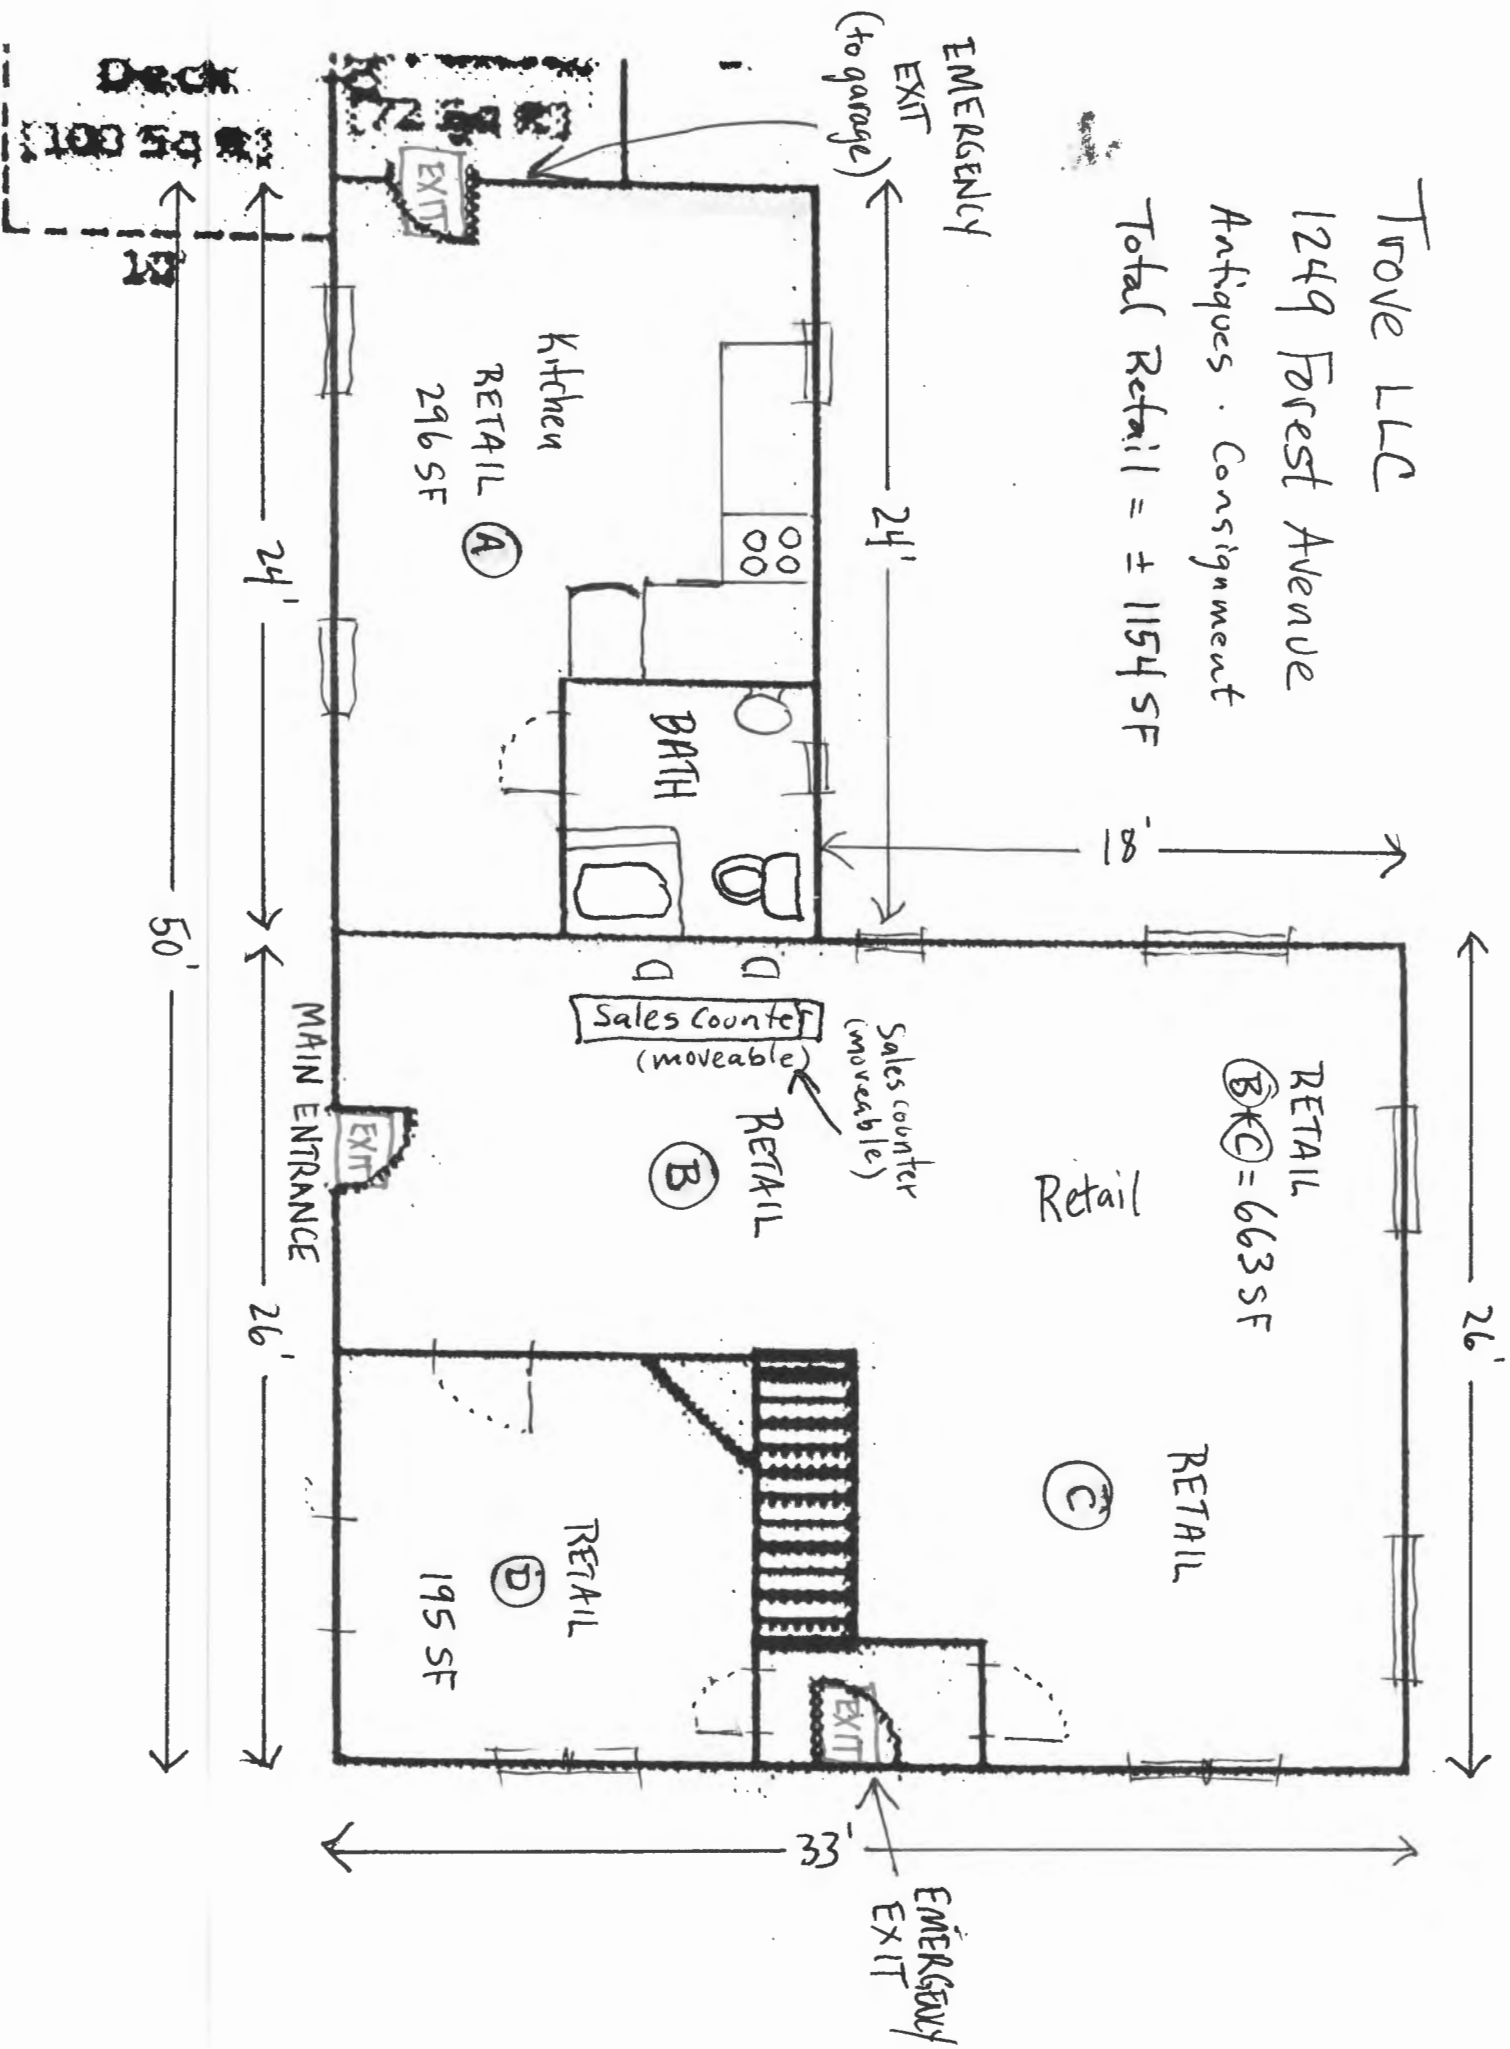 Trove LLC
1249 Forest Avenue
Antiques · Consignment
Total Retail = ± 1154 SF
EMERGENCY
EXIT
(to garage)
Deck
[100 Sq ft]
10'
EXIT
24'
18'
Kitchen
RETAIL
296 SF
A
BATH
24'
50'
26'
26'
33'
MAIN ENTRANCE
EXIT
Sales Counter
(moveable)
Sales counter
(moveable)
RETAIL
B
RETAIL
B + C = 663 SF
Retail
RETAIL
C
RETAIL
D
195 SF
EXIT
EMERGENCY
EXIT